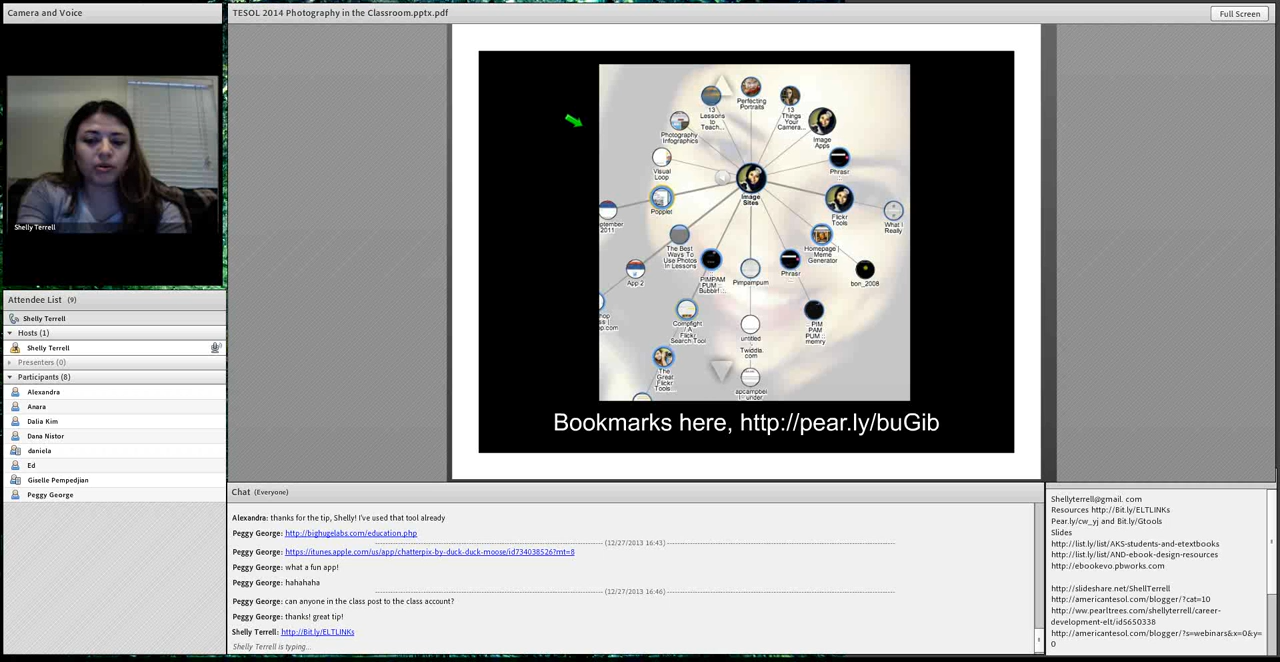 Camera and Voice
Shelly Terrell
Attendee List (9)
Shelly Terrell
Hosts (1)
Shelly Terrell
Presenters (0)
Participants (8)
Alexandra
Anara
Dalia Kim
Dana Nistor
daniela
Ed
Giselle Pempedjian
Peggy George
TESOL 2014 Photography in the Classroom.pptx.pdf
Full Screen
13
Lessons
to
Teach...
Perfecting
Portraits
13
Things
Your
Camera...
Photography
Infographics
Image
Apps
Visual
Loop
Phrasr
Image
Sites
Popplet
Flickr
Tools
What I
Really
ptember
2011
The Best
Ways To
Use Photos
In Lessons
Homepage |
Meme
Generator
App 2
PIMPAM
PUM ::
Bubblr! .:.
Pimpampum
Phrasr
bon_2008
Compfight
/ A
Flickr
Search Tool
untitled
PIM
PAM
PUM ::
memry
Twiddla.
com
The
Great
Flickr
Tools...
Bookmarks here, http://pear.ly/buGib
Chat (Everyone)
Alexandra: thanks for the tip, Shelly! I've used that tool already
Peggy George: http://bighugelabs.com/education.php
(12/27/2013 16:43)
Peggy George: https://itunes.apple.com/us/app/chatterpix-by-duck-duck-moose/id734038526?mt=8
Peggy George: what a fun app!
Peggy George: hahahaha
(12/27/2013 16:46)
Peggy George: can anyone in the class post to the class account?
Peggy George: thanks! great tip!
Shelly Terrell: http://Bit.ly/ELTLINKs
Shelly Terrell is typing...
Shellyterrell@gmail. com
Resources http://Bit.ly/ELTLINKs
Pear.ly/cw_yj and Bit.ly/Gtools
Slides
http://list.ly/list/AKS-students-and-etextbooks
http://list.ly/list/AND-ebook-design-resources
http://ebookevo.pbworks.com
http://slideshare.net/ShellTerrell
http://americantesol.com/blogger/?cat=10
http://ww.pearltrees.com/shellyterrell/career-
development-elt/id5650338
http://americantesol.com/blogger/?s=webinars&x=0&y=
0